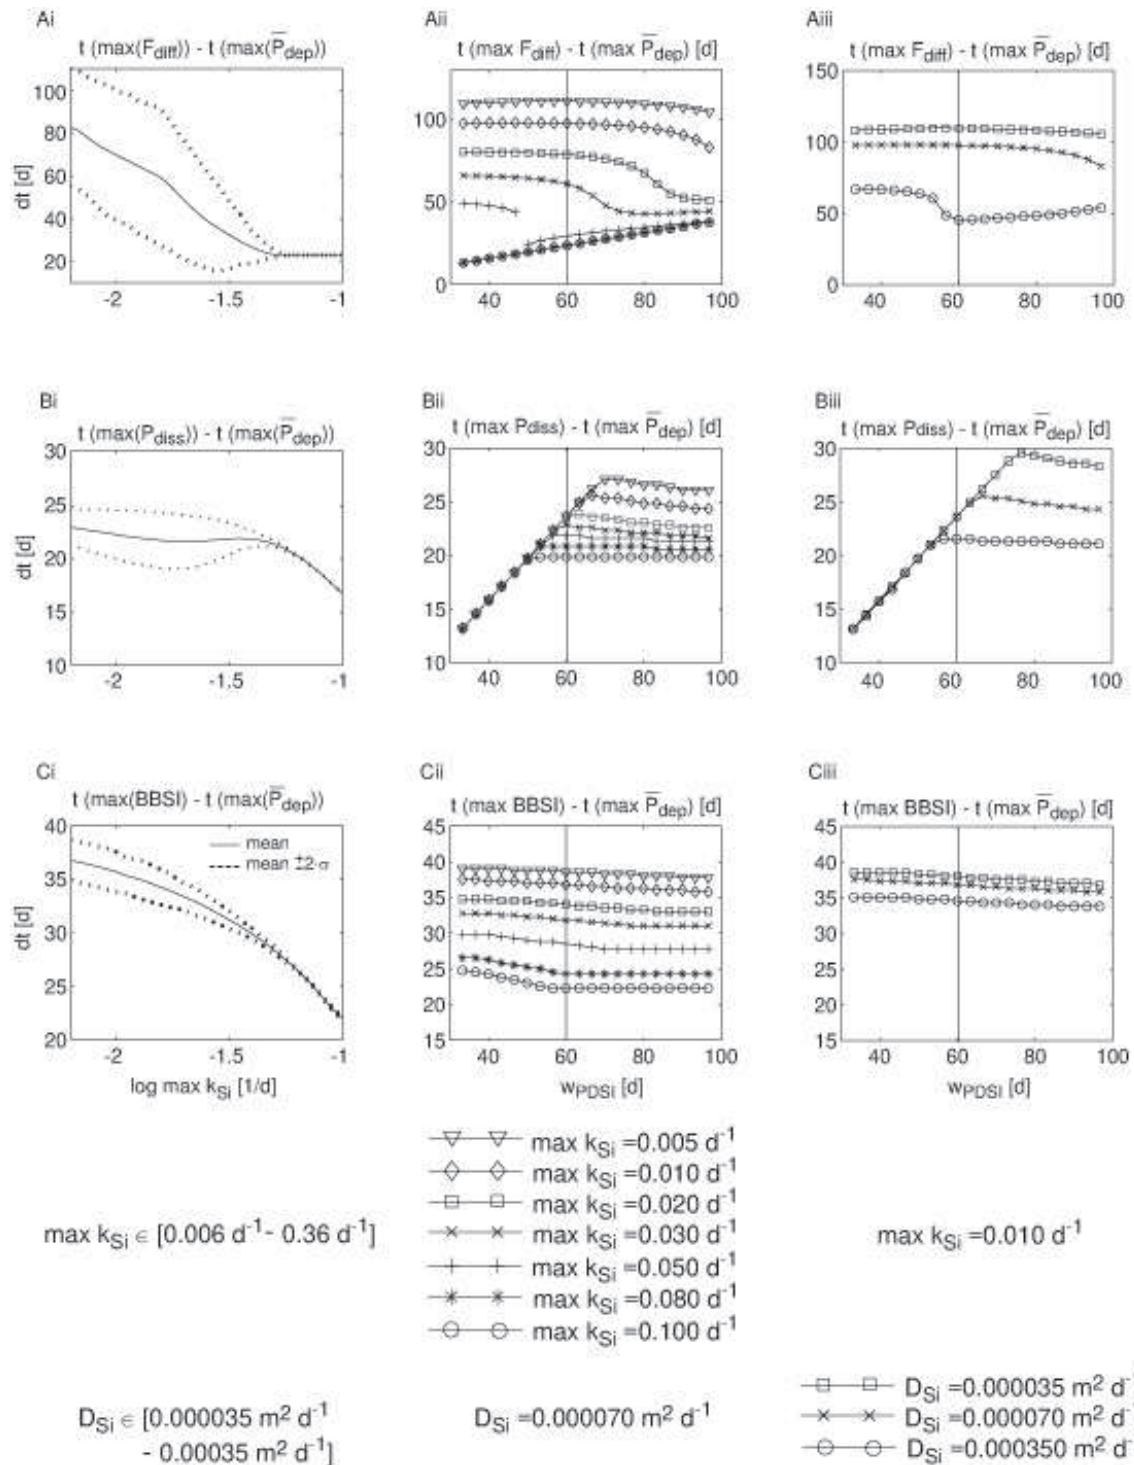 Ai
t (max(F_diff)) - t (max(P̅_dep))
dt [d]
100
80
60
40
20
-2 -1.5 -1
Aii
t (max F_diff) - t (max P̅_dep) [d]
100
50
0
40 60 80 100
Aiii
t (max F_diff) - t (max P̅_dep) [d]
150
100
50
0
40 60 80 100
Bi
t (max(P_diss)) - t (max(P̅_dep))
dt [d]
30
25
20
15
10
-2 -1.5 -1
Bii
t (max Pdiss) - t (max P̅_dep) [d]
30
25
20
15
10
40 60 80 100
Biii
t (max Pdiss) - t (max P̅_dep) [d]
30
25
20
15
10
40 60 80 100
Ci
t (max(BBSI) - t (max(P̅_dep))
mean
mean ±2·σ
dt [d]
40
35
30
25
20
-2 -1.5 -1
log max k_Si [1/d]
Cii
t (max BBSI) - t (max P̅_dep) [d]
45
40
35
30
25
20
15
40 60 80 100
w_PDSI [d]
Ciii
t (max BBSI) - t (max P̅_dep) [d]
45
40
35
30
25
20
15
40 60 80 100
w_PDSI [d]
max k_Si ∈ [0.006 d⁻¹ - 0.36 d⁻¹]
max k_Si =0.005 d⁻¹
max k_Si =0.010 d⁻¹
max k_Si =0.020 d⁻¹
max k_Si =0.030 d⁻¹
max k_Si =0.050 d⁻¹
max k_Si =0.080 d⁻¹
max k_Si =0.100 d⁻¹
max k_Si =0.010 d⁻¹
D_Si ∈ [0.000035 m² d⁻¹
- 0.00035 m² d⁻¹]
D_Si =0.000070 m² d⁻¹
D_Si =0.000035 m² d⁻
D_Si =0.000070 m² d⁻
D_Si =0.000350 m² d⁻